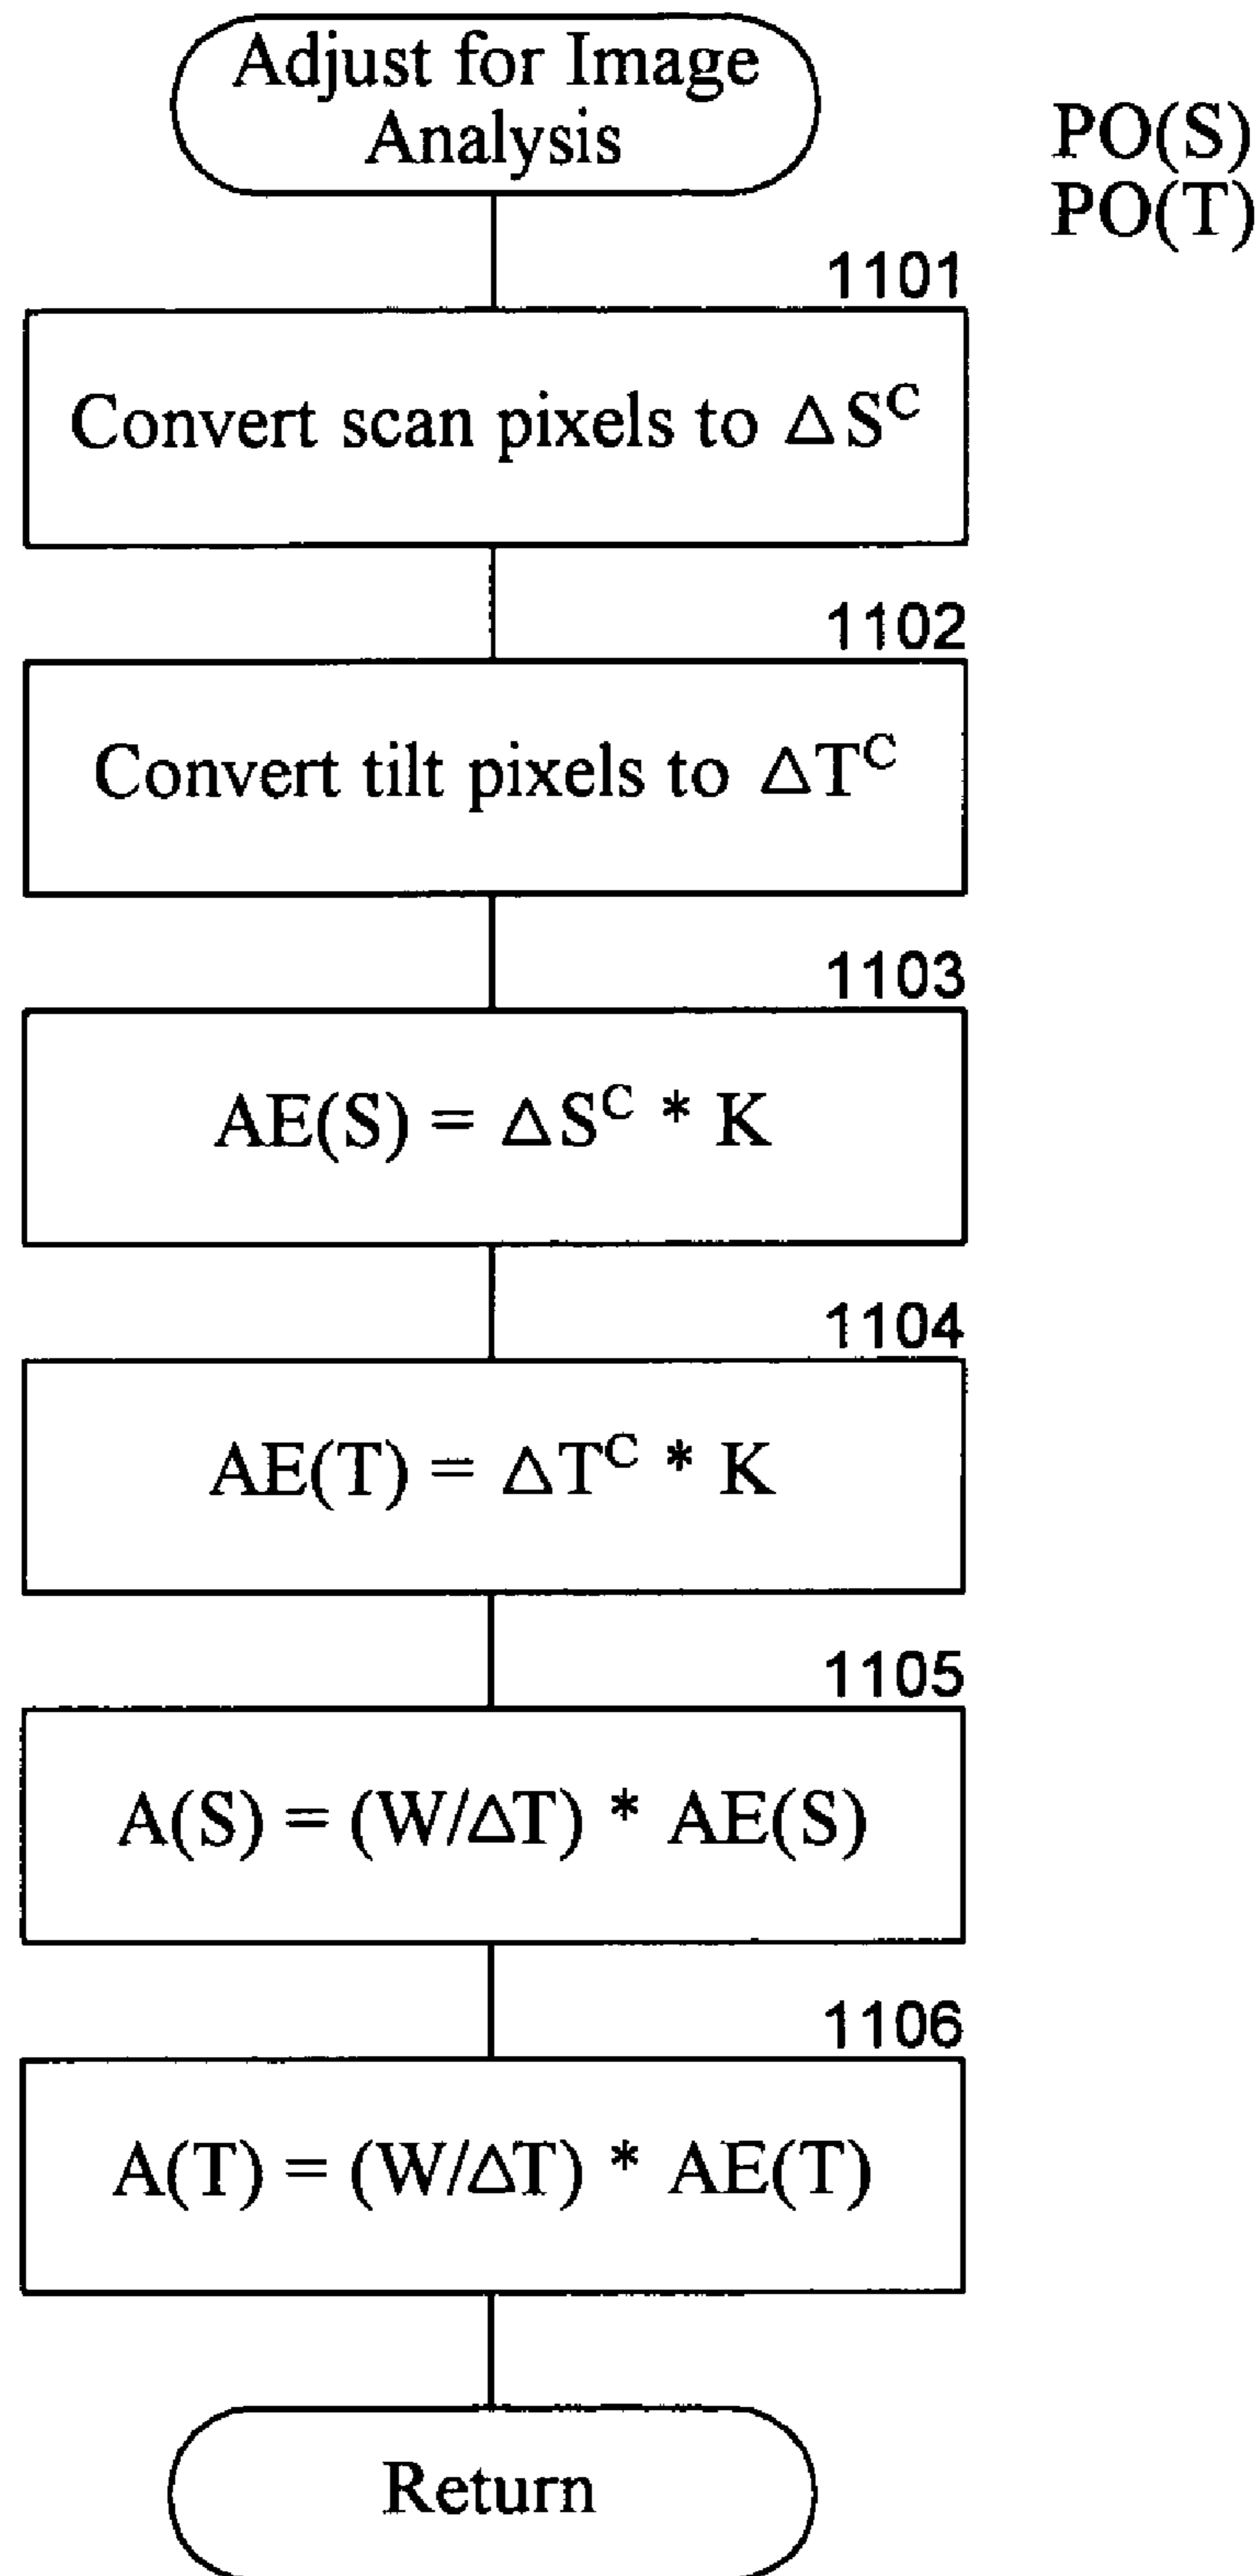 Adjust for Image
Analysis
PO(S)
PO(T)
1101
Convert scan pixels to ΔS^C
1102
Convert tilt pixels to ΔT^C
1103
AE(S) = ΔS^C * K
1104
AE(T) = ΔT^C * K
1105
A(S) = (W/ΔT) * AE(S)
1106
A(T) = (W/ΔT) * AE(T)
Return